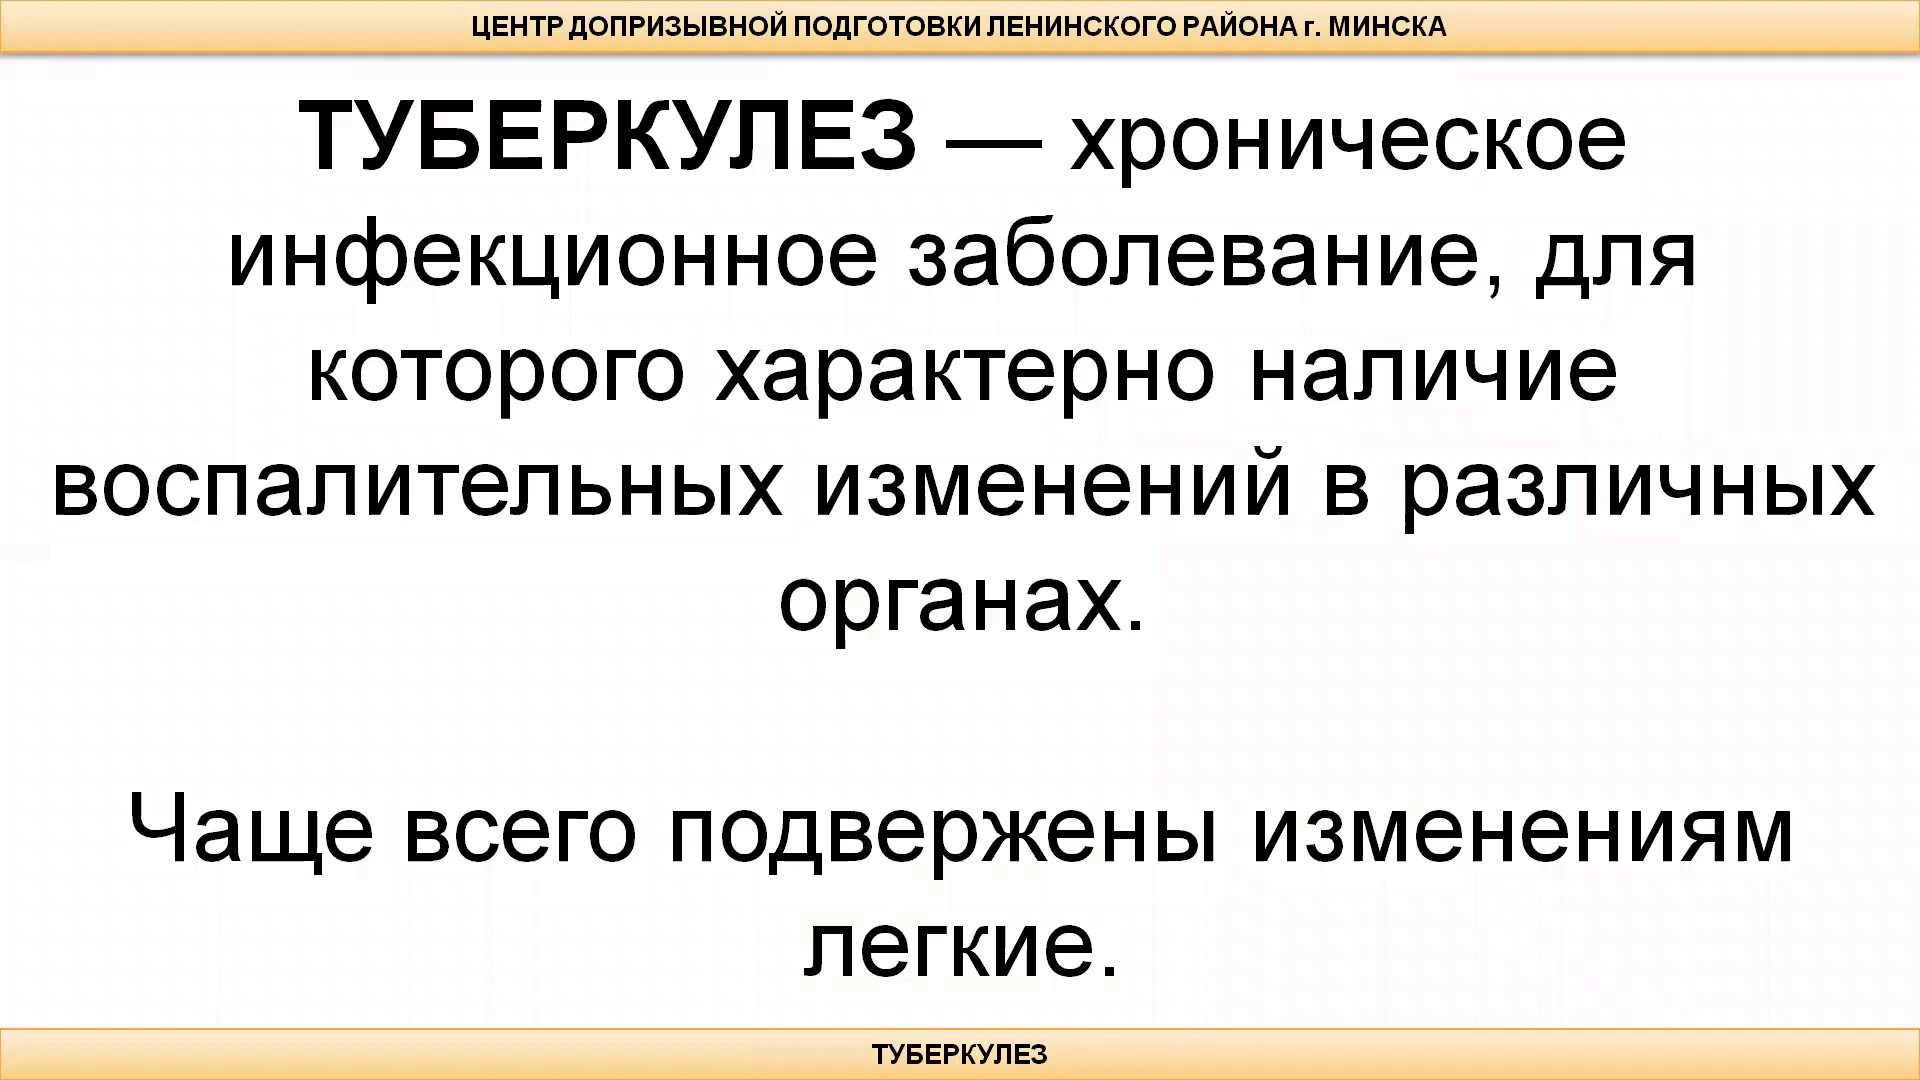 ЦЕНТР ДОПРИЗЫВНОЙ ПОДГОТОВКИ ЛЕНИНСКОГО РАЙОНА г. МИНСКА
ТУБЕРКУЛЕЗ — хроническое
инфекционное заболевание, для
которого характерно наличие
воспалительных изменений в различных
органах.
Чаще всего подвержены изменениям
легкие.
ТУБЕРКУЛЕЗ